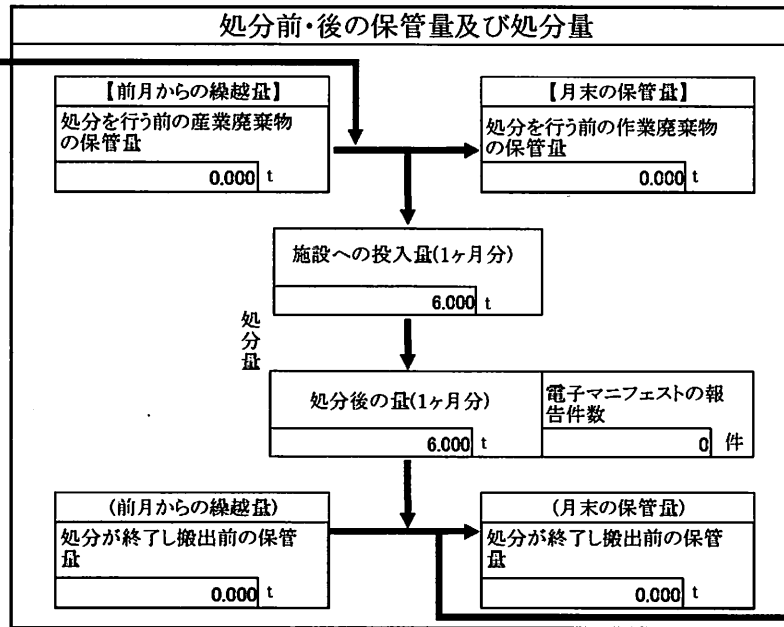 処分前・後の保管量及び処分量
【前月からの繰越量】
処分を行う前の産業廃棄物
の保管量
0.000 t
【月末の保管量】
処分を行う前の作業廃棄物
の保管量
0.000 t
施設への投入量(1ヶ月分)
6.000 t
処分量
処分後の量(1ヶ月分)
6.000 t
電子マニフェストの報
告件数
0 件
(前月からの繰越量)
処分が終了し搬出前の保管
量
0.000 t
(月末の保管量)
処分が終了し搬出前の保管
量
0.000 t